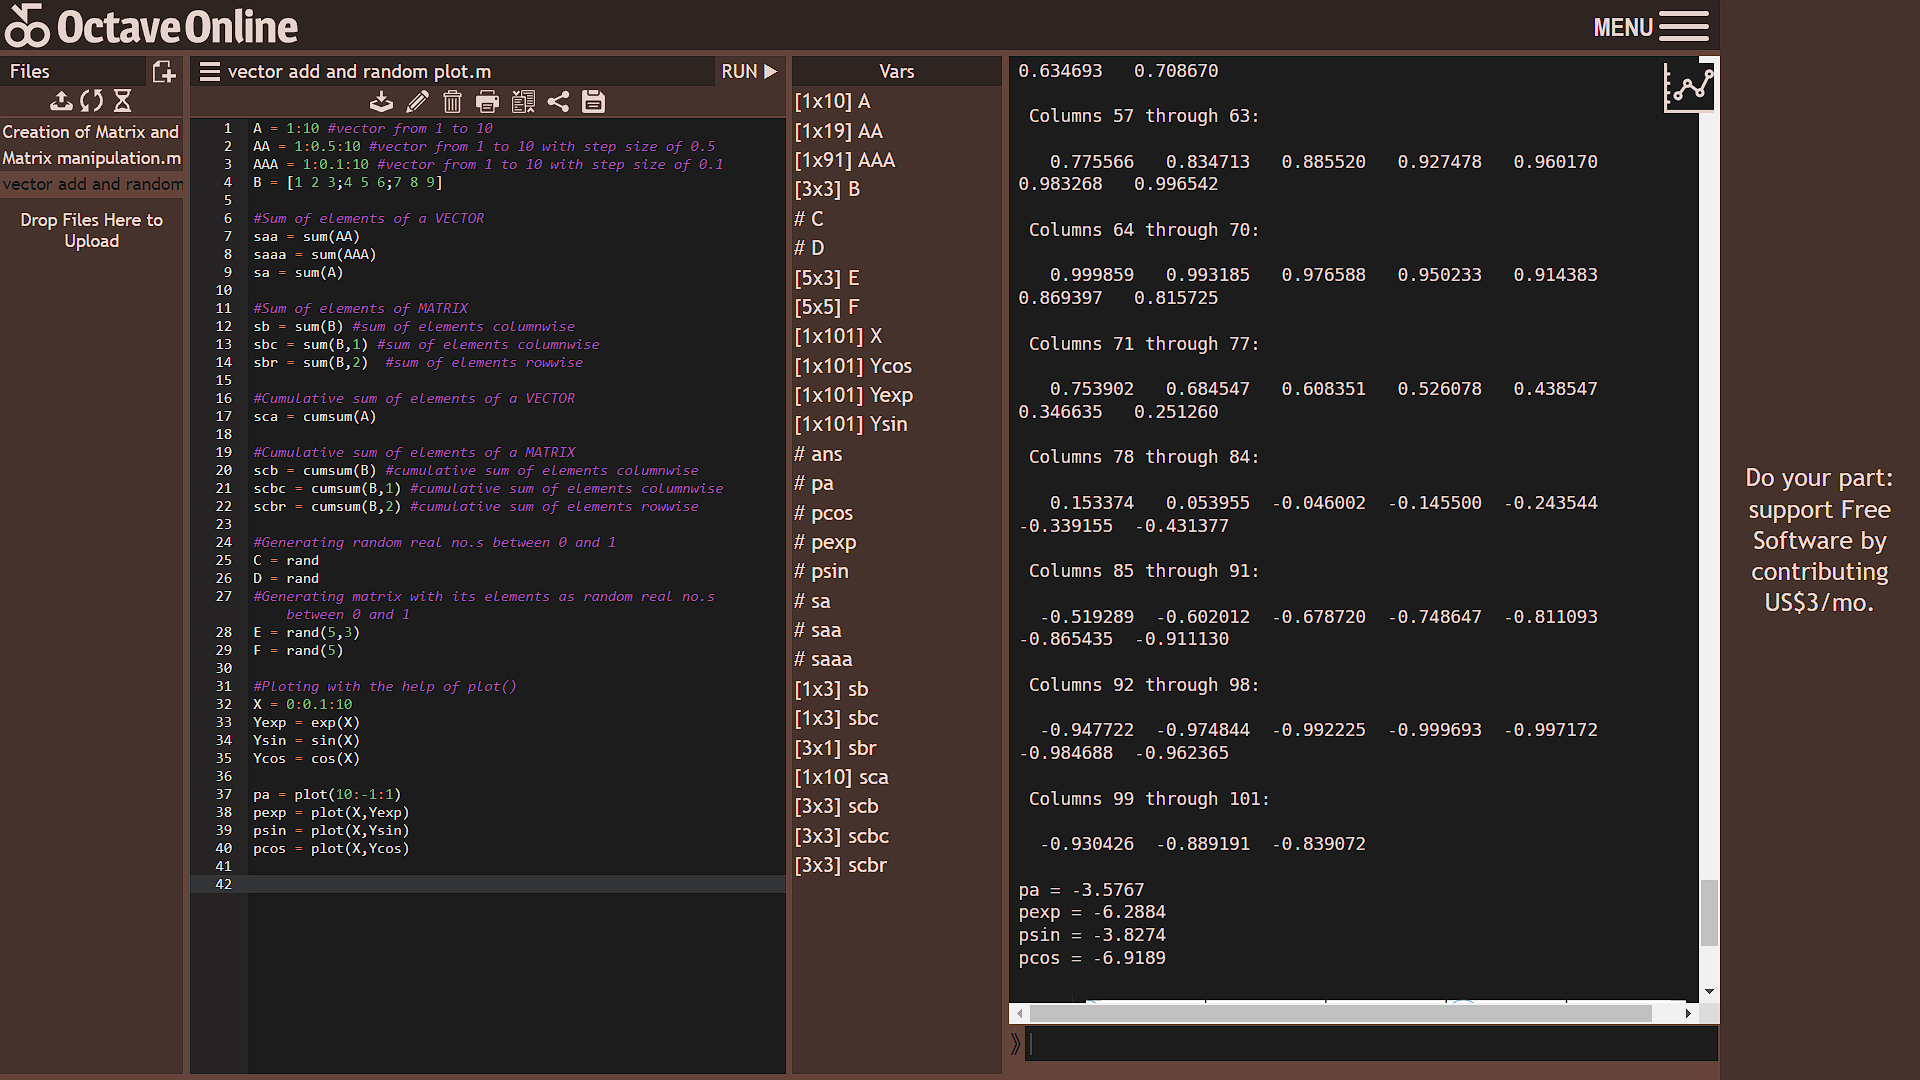 Octave Online
MENU
Files
Creation of Matrix and
Matrix manipulation.m
vector add and random
Drop Files Here to
Upload
vector add and random plot.m
RUN
1 A = 1:10 #vector from 1 to 10
2 AA = 1:0.5:10 #vector from 1 to 10 with step size of 0.5
3 AAA = 1:0.1:10 #vector from 1 to 10 with step size of 0.1
4 B = [1 2 3;4 5 6;7 8 9]
5
6 #Sum of elements of a VECTOR
7 saa = sum(AA)
8 saaa = sum(AAA)
9 sa = sum(A)
10
11 #Sum of elements of MATRIX
12 sb = sum(B) #sum of elements columnwise
13 sbc = sum(B,1) #sum of elements columnwise
14 sbr = sum(B,2)  #sum of elements rowwise
15
16 #Cumulative sum of elements of a VECTOR
17 sca = cumsum(A)
18
19 #Cumulative sum of elements of a MATRIX
20 scb = cumsum(B) #cumulative sum of elements columnwise
21 scbc = cumsum(B,1) #cumulative sum of elements columnwise
22 scbr = cumsum(B,2) #cumulative sum of elements rowwise
23
24 #Generating random real no.s between 0 and 1
25 C = rand
26 D = rand
27 #Generating matrix with its elements as random real no.s
between 0 and 1
28 E = rand(5,3)
29 F = rand(5)
30
31 #Ploting with the help of plot()
32 X = 0:0.1:10
33 Yexp = exp(X)
34 Ysin = sin(X)
35 Ycos = cos(X)
36
37 pa = plot(10:-1:1)
38 pexp = plot(X,Yexp)
39 psin = plot(X,Ysin)
40 pcos = plot(X,Ycos)
41
42
Vars
[1x10] A
[1x19] AA
[1x91] AAA
[3x3] B
# C
# D
[5x3] E
[5x5] F
[1x101] X
[1x101] Ycos
[1x101] Yexp
[1x101] Ysin
# ans
# pa
# pcos
# pexp
# psin
# sa
# saa
# saaa
[1x3] sb
[1x3] sbc
[3x1] sbr
[1x10] sca
[3x3] scb
[3x3] scbc
[3x3] scbr
0.634693 0.708670
Columns 57 through 63:
0.775566 0.834713 0.885520 0.927478 0.960170
0.983268 0.996542
Columns 64 through 70:
0.999859 0.993185 0.976588 0.950233 0.914383
0.869397 0.815725
Columns 71 through 77:
0.753902 0.684547 0.608351 0.526078 0.438547
0.346635 0.251260
Columns 78 through 84:
0.153374 0.053955 -0.046002 -0.145500 -0.243544
-0.339155 -0.431377
Columns 85 through 91:
-0.519289 -0.602012 -0.678720 -0.748647 -0.811093
-0.865435 -0.911130
Columns 92 through 98:
-0.947722 -0.974844 -0.992225 -0.999693 -0.997172
-0.984688 -0.962365
Columns 99 through 101:
-0.930426 -0.889191 -0.839072
pa = -3.5767
pexp = -6.2884
psin = -3.8274
pcos = -6.9189
Do your part:
support Free
Software by
contributing
US$3/mo.